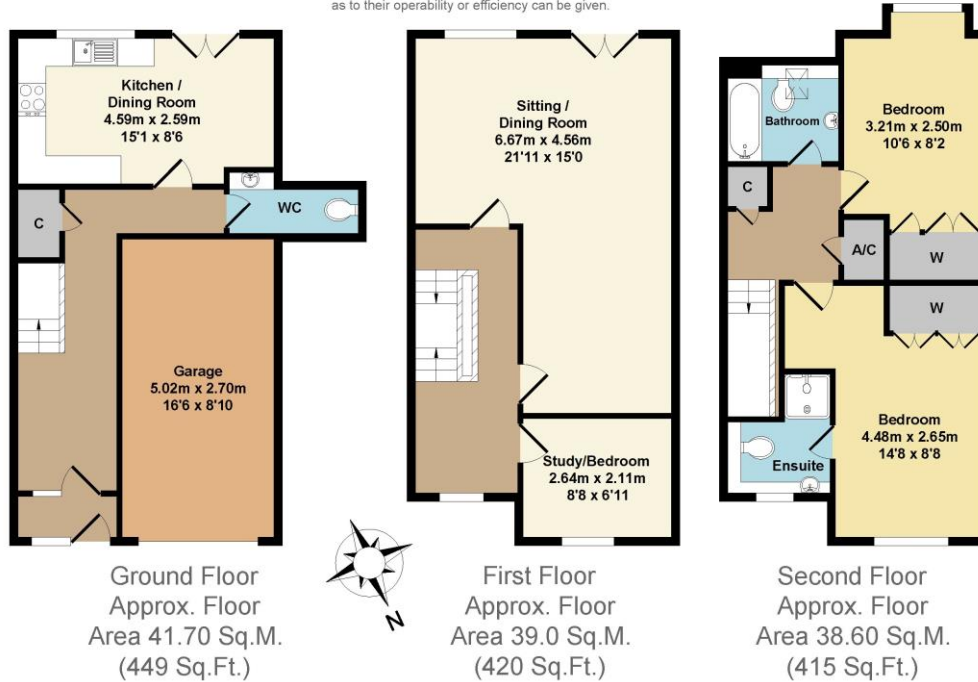 as to their operability or efficiency can be given.
Kitchen /
Dining Room
4.59m x 2.59m
15'1 x 8'6
C
WC
Garage
5.02m x 2.70m
16'6 x 8'10
Ground Floor
Approx. Floor
Area 41.70 Sq.M.
(449 Sq.Ft.)
Sitting /
Dining Room
6.67m x 4.56m
21'11 x 15'0
Study/Bedroom
2.64m x 2.11m
8'8 x 6'11
N
First Floor
Approx. Floor
Area 39.0 Sq.M.
(420 Sq.Ft.)
Bathroom
Bedroom
3.21m x 2.50m
10'6 x 8'2
C
A/C
W
W
Bedroom
4.48m x 2.65m
14'8 x 8'8
Ensuite
Second Floor
Approx. Floor
Area 38.60 Sq.M.
(415 Sq.Ft.)